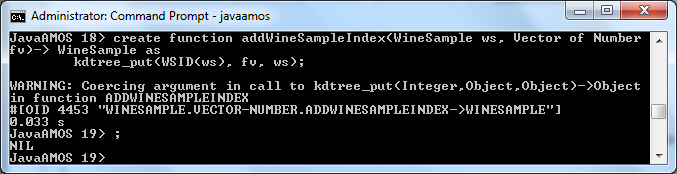 Administrator: Command Prompt - javaamos
JavaAMOS 18> create function addWineSampleIndex(WineSample ws, Vector of Number
fv)-> WineSample as
kdtree_put(WSID(ws), fv, ws);
WARNING: Coercing argument in call to kdtree_put(Integer,Object,Object)->Object
in function ADDWINESAMPLEINDEX
#[OID 4453 "WINESAMPLE.VECTOR-NUMBER.ADDWINESAMPLEINDEX->WINESAMPLE"]
0.033 s
JavaAMOS 19> ;
NIL
JavaAMOS 19>